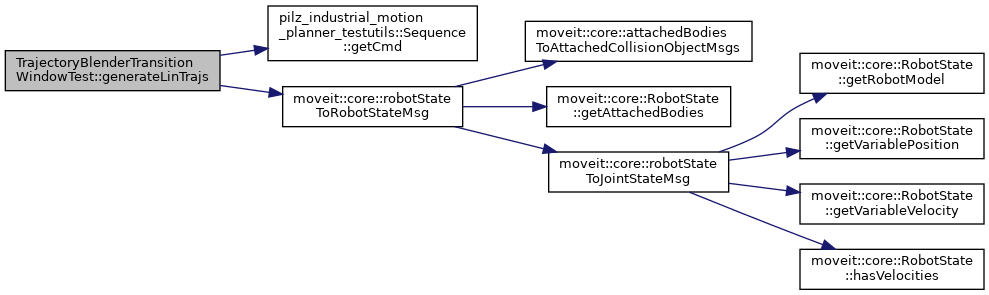 TrajectoryBlenderTransition
WindowTest::generateLinTrajs
pilz_industrial_motion
_planner_testutils::Sequence
::getCmd
moveit::core::robotState
ToRobotStateMsg
moveit::core::attachedBodies
ToAttachedCollisionObjectMsgs
moveit::core::RobotState
::getAttachedBodies
moveit::core::robotState
ToJointStateMsg
moveit::core::RobotState
::getRobotModel
moveit::core::RobotState
::getVariablePosition
moveit::core::RobotState
::getVariableVelocity
moveit::core::RobotState
::hasVelocities